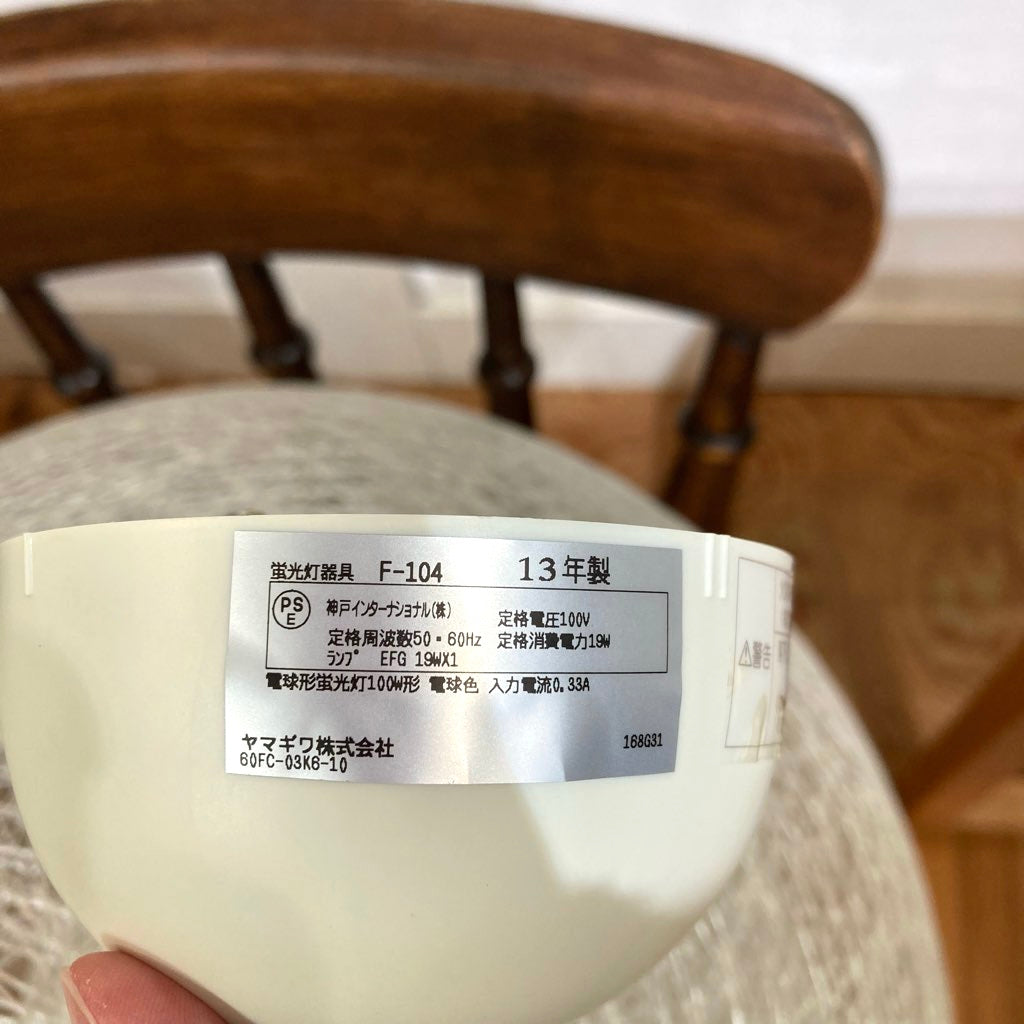 蛍光灯器具 F-104 13年製
PS
E
神戸インターナショナル(株) 定格電圧100V
定格周波数50・60Hz 定格消費電力19W
ランプ EFG 19WX1
電球形蛍光灯100W形 電球色 入力電流0.33A
ヤマギワ株式会社 168G31
60FC-03K6-10
警告